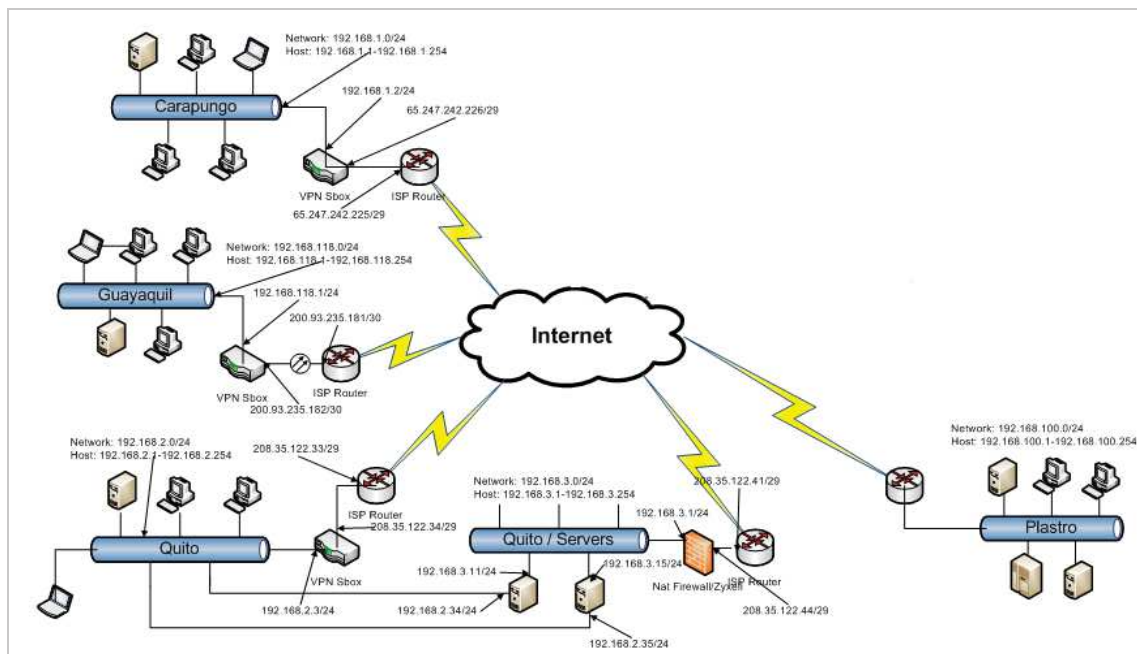 Network: 192.168.1.0/24
Host: 192.168.1.1-192.168.1.254
Carapungo
192.168.1.2/24
65.247.242.226/29
VPN Sbox
ISP Router
65.247.242.225/29
Network: 192.168.118.0/24
Host: 192.168.118.1-192.168.118.254
Guayaquil
192.168.118.1/24
200.93.235.181/30
VPN Sbox
ISP Router
200.93.235.182/30
Internet
Network: 192.168.2.0/24
Host: 192.168.2.1-192.168.2.254
208.35.122.33/29
ISP Router
208.35.122.34/29
Quito
VPN Sbox
192.168.2.3/24
Network: 192.168.3.0/24
Host: 192.168.3.1-192.168.3.254
Quito / Servers
192.168.3.11/24
192.168.3.15/24
192.168.2.34/24
192.168.2.35/24
192.168.3.1/24
208.35.122.41/29
Nat Firewall/Zyxell
ISP Router
208.35.122.44/29
Network: 192.168.100.0/24
Host: 192.168.100.1-192.168.100.254
Plastro